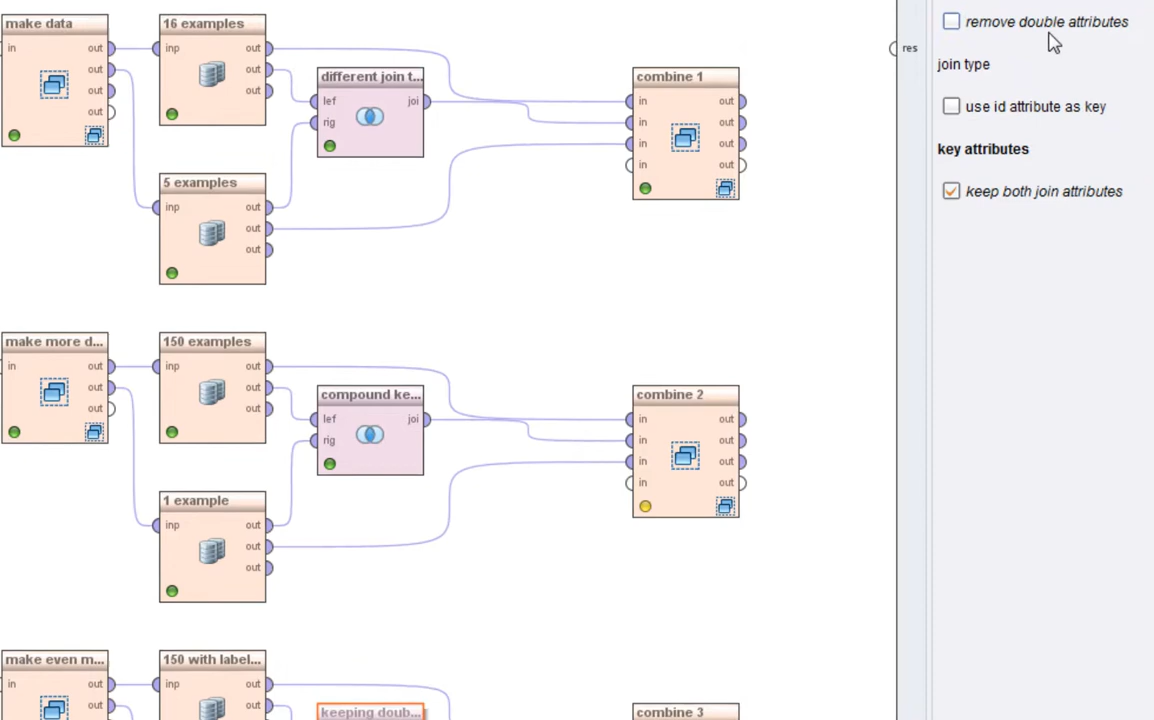 make data
in out
out
out
out
16 examples
inp out
out
out
different join t...
lef joi
rig
combine 1
in out
in out
in out
in out
5 examples
inp out
out
out
make more d...
in out
out
out
150 examples
inp out
out
out
compound ke...
lef joi
rig
combine 2
in out
in out
in out
in out
1 example
inp out
out
out
make even m...
in out
out
150 with label...
inp out
out
keeping doub...
combine 3
res
remove double attributes
join type
use id attribute as key
key attributes
keep both join attributes